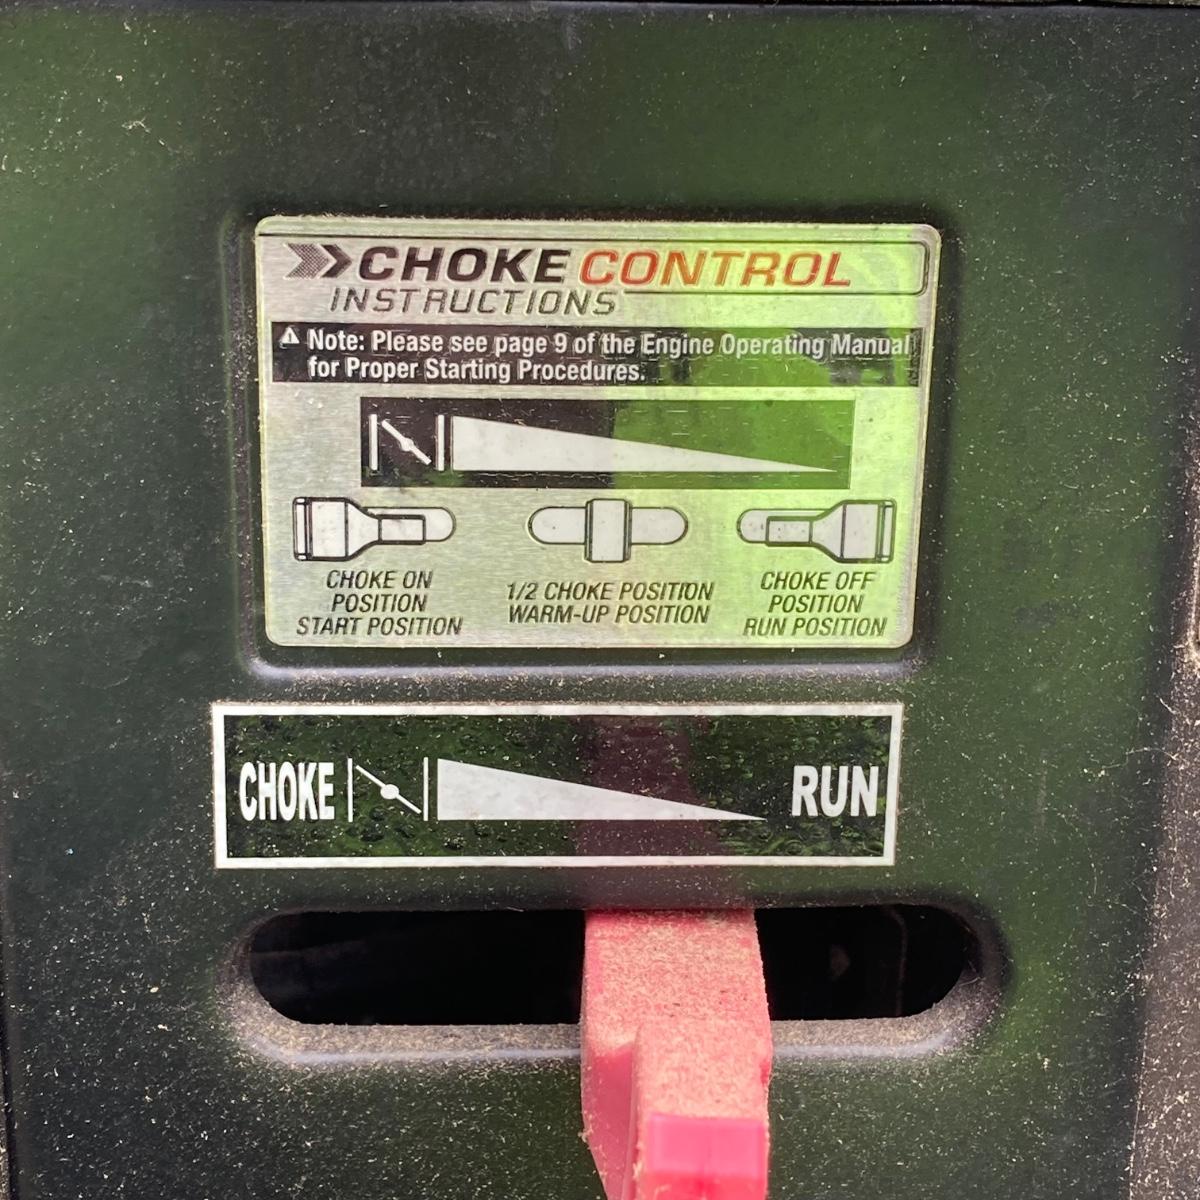 CHOKE CONTROL
INSTRUCTIONS
Note: Please see page 9 of the Engine Operating Manual
for Proper Starting Procedures.
CHOKE ON
POSITION
START POSITION
1/2 CHOKE POSITION
WARM-UP POSITION
CHOKE OFF
POSITION
RUN POSITION
CHOKE RUN